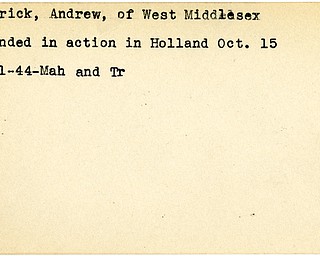 rick, Andrew, of West Middlesex
nded in action in Holland Oct. 15
1-44-Mah and Tr